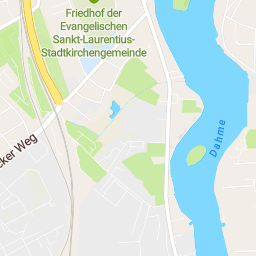 Friedhof der
Evangelischen
Sankt-Laurentius-
Stadtkirchengemeinde
Dahme
cker Weg